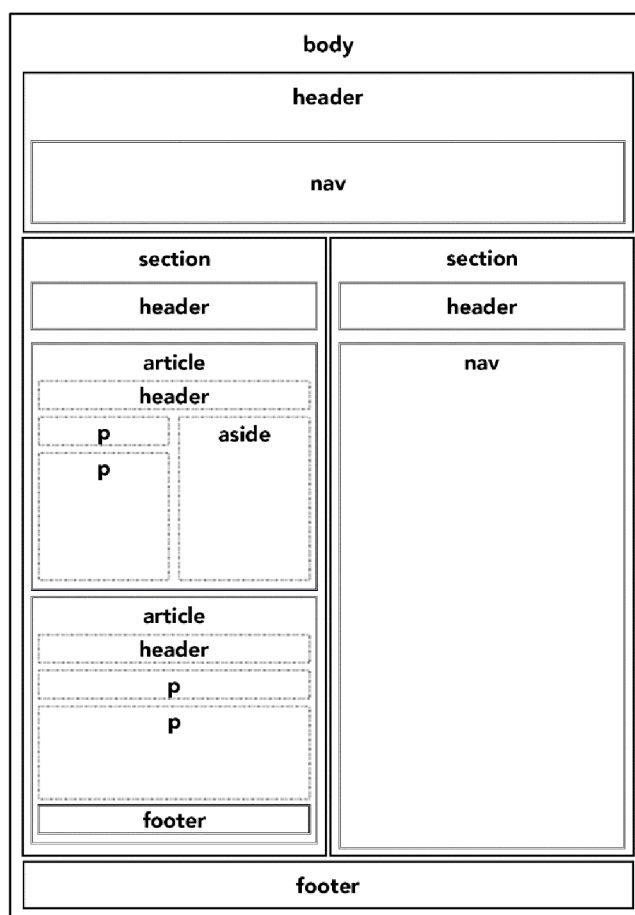 body
header
nav
section
header
article
header
p
p
aside
article
header
p
p
footer
section
header
nav
footer